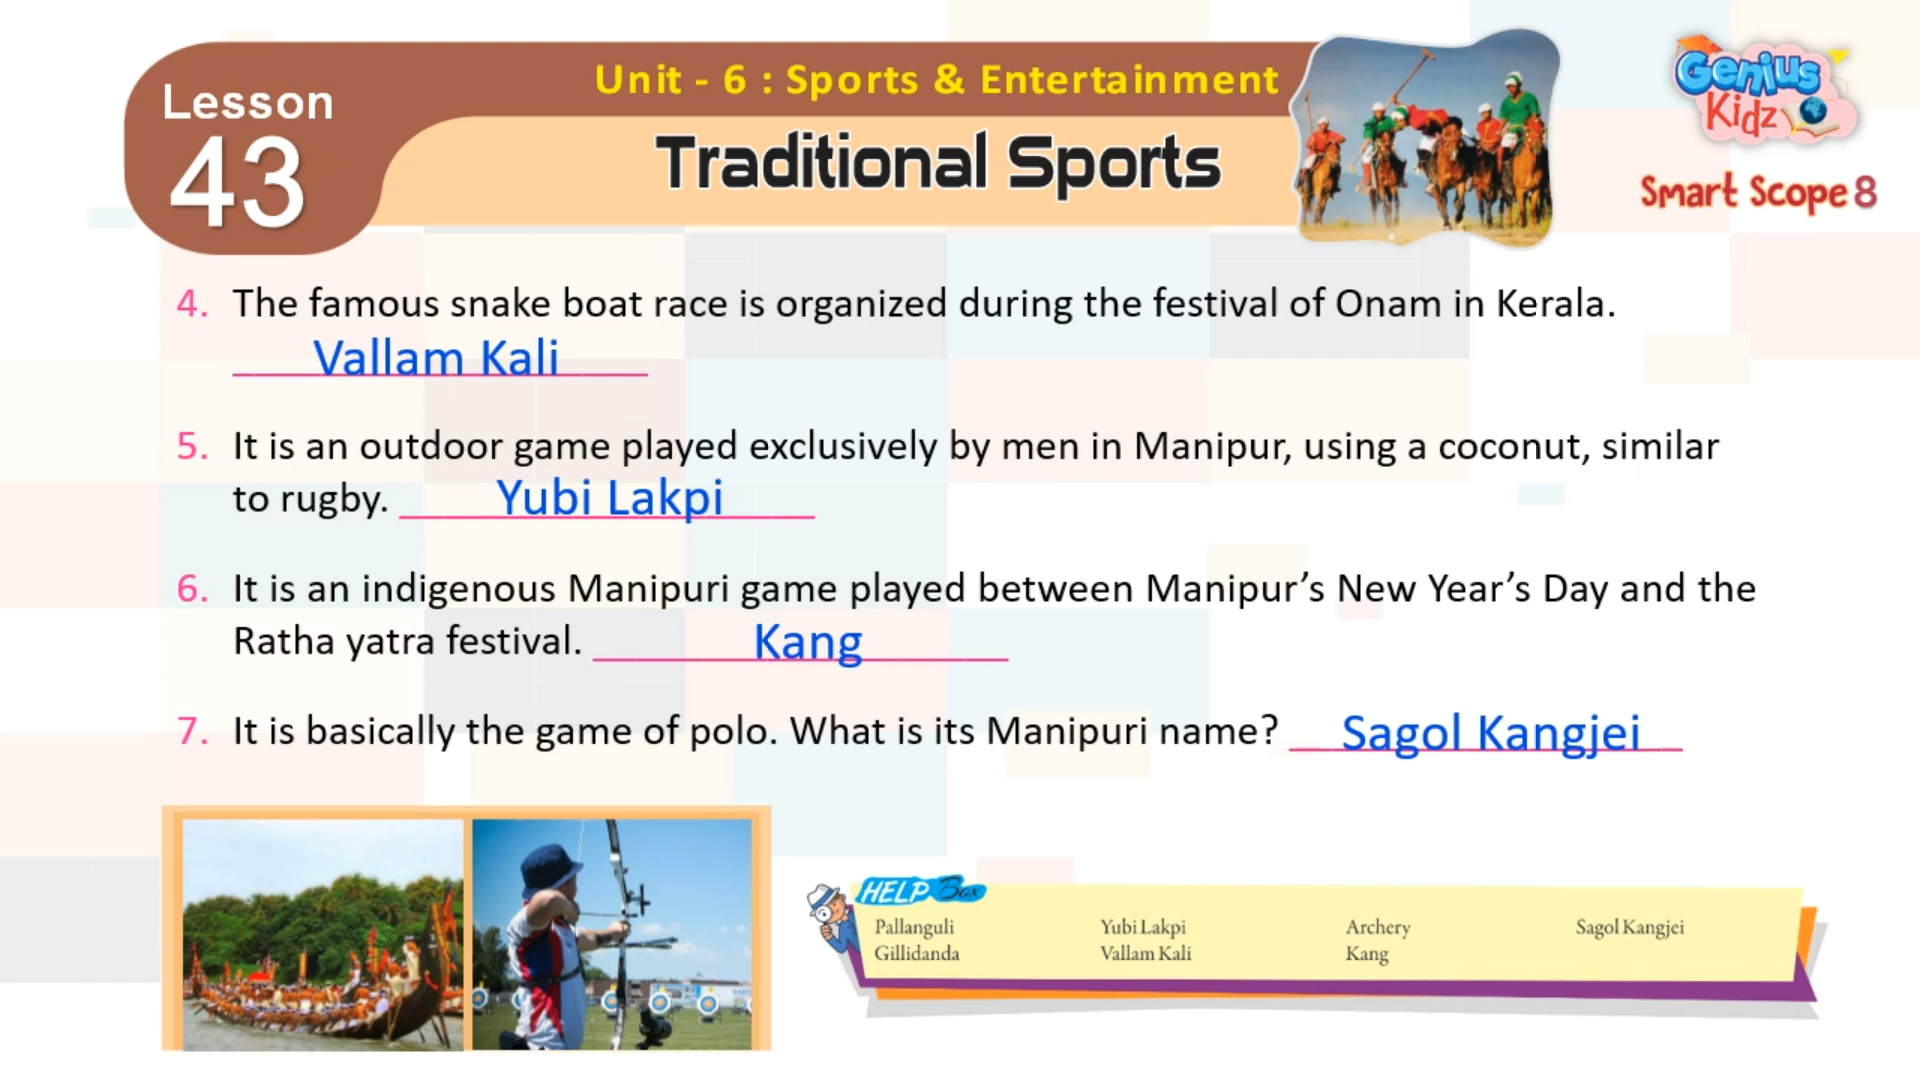 Lesson
43
Unit - 6 : Sports & Entertainment
Traditional Sports
Genius
Kidz
Smart Scope 8
4. The famous snake boat race is organized during the festival of Onam in Kerala.
Vallam Kali
5. It is an outdoor game played exclusively by men in Manipur, using a coconut, similar
to rugby. Yubi Lakpi
6. It is an indigenous Manipuri game played between Manipur’s New Year’s Day and the
Ratha yatra festival. Kang
7. It is basically the game of polo. What is its Manipuri name? Sagol Kangjei
HELP Box
Pallanguli Yubi Lakpi Archery Sagol Kangjei
Gillidanda Vallam Kali Kang